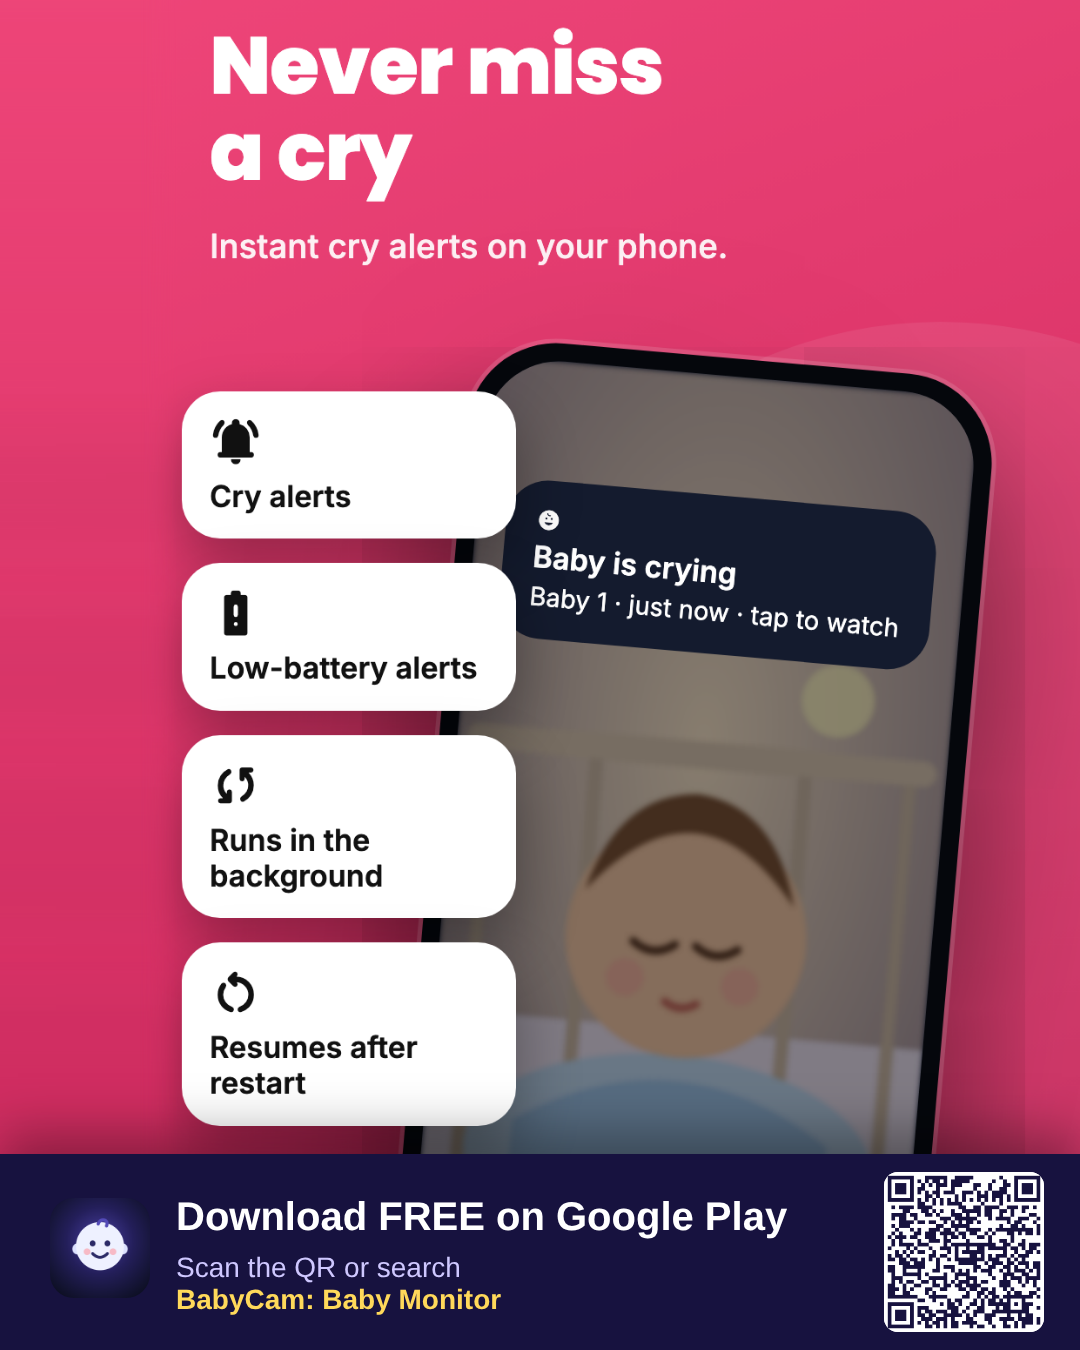 Never miss
a cry
Instant cry alerts on your phone.
Cry alerts
Low-battery alerts
Runs in the
background
Resumes after
restart
Baby is crying
Baby 1 · just now · tap to watch
Download FREE on Google Play
Scan the QR or search
BabyCam: Baby Monitor